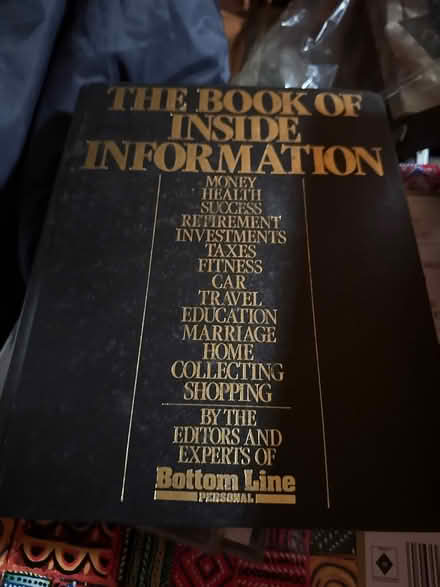 THE BOOK OF
INSIDE
INFORMATION
MONEY
HEALTH
SUCCESS
RETIREMENT
INVESTMENTS
TAXES
FITNESS
CAR
TRAVEL
EDUCATION
MARRIAGE
HOME
COLLECTING
SHOPPING
BY THE
EDITORS AND
EXPERTS OF
Bottom Line
PERSONAL